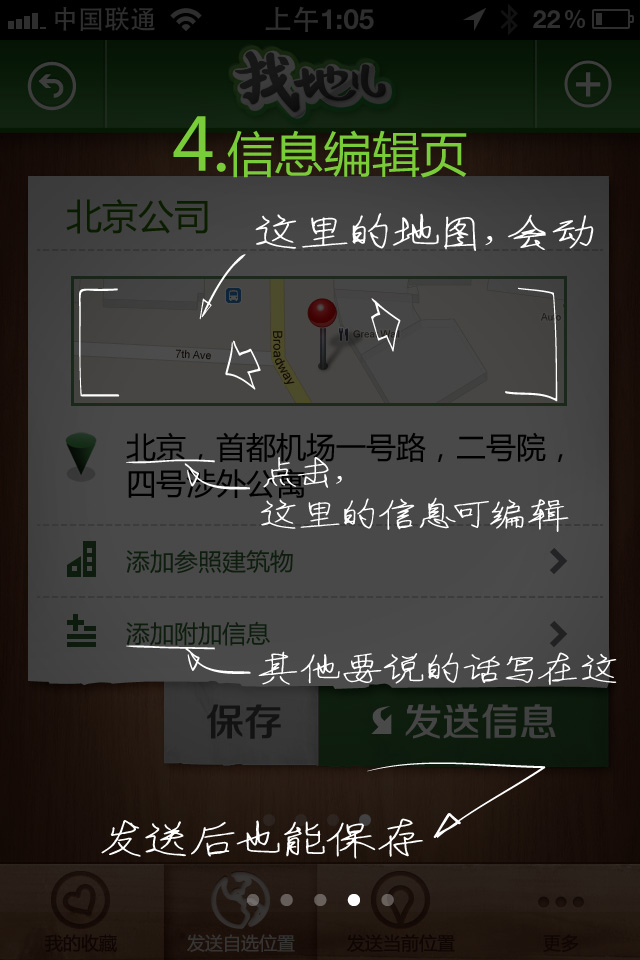 中国联通 上午1:05 22%
找地儿
4.信息编辑页
北京公司
这里的地图,会动
Auto
Great Wall
7th Ave
Broadway
北京，首都机场一号路，二号院，
四号涉外公寓
点击,
这里的信息可编辑
添加参照建筑物
添加附加信息
其他要说的话写在这
保存 发送信息
发送后也能保存
我的收藏 发送自选位置 发送当前位置 更多